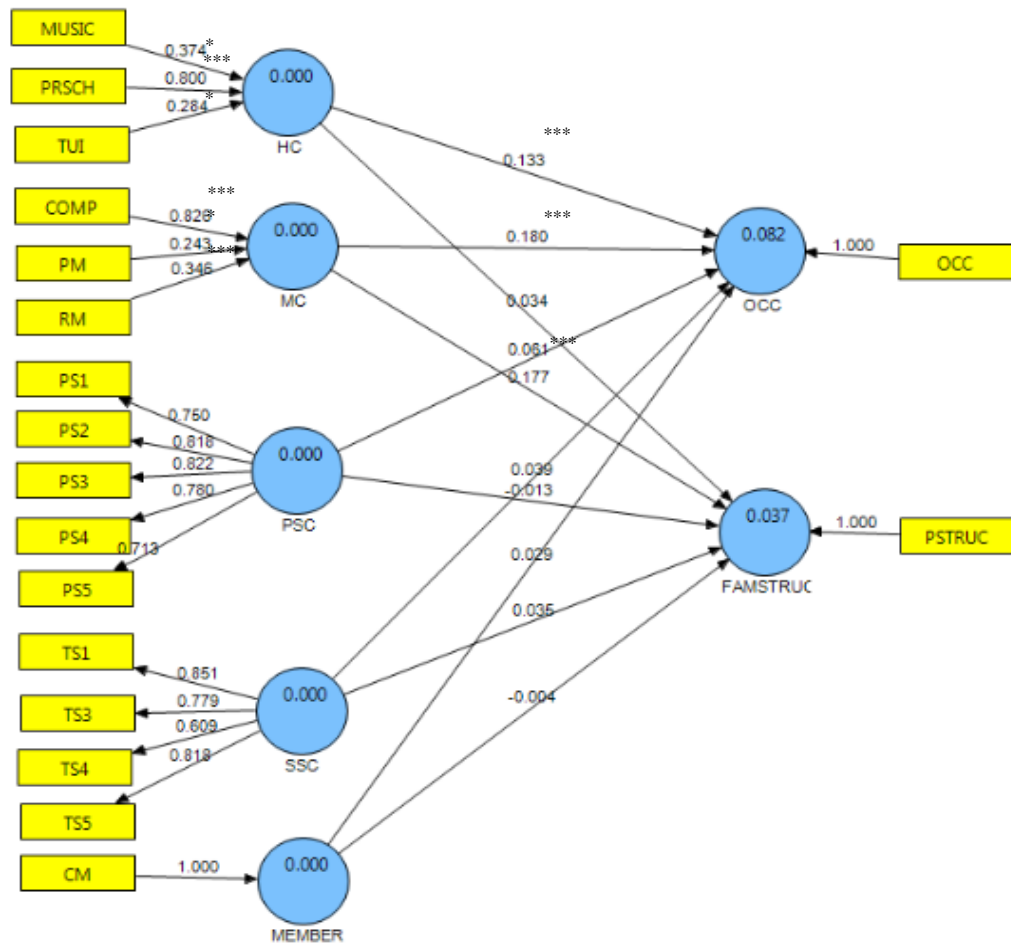 MUSIC
0.374*
***
PRSCH
0.800
*
TUI
0.284
0.000
HC
***
0.133
COMP
***
0.826
*
PM
0.243
***
RM
0.346
0.000
MC
***
0.180
0.034
0.082
OCC
1.000
OCC
PS1
0.750
PS2
0.818
PS3
0.822
PS4
0.780
PS5
0.713
0.000
PSC
0.061
***
0.177
0.039
-0.013
0.029
0.037
FAMSTRUC
1.000
PSTRUC
TS1
0.851
TS3
0.779
TS4
0.609
TS5
0.818
0.000
SSC
0.035
-0.004
CM
1.000
0.000
MEMBER